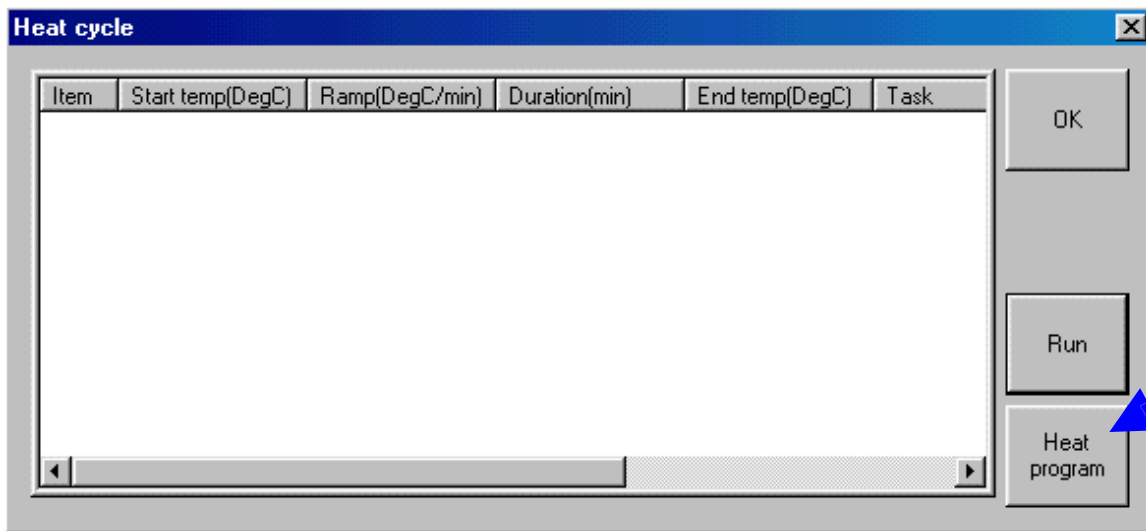 Heat cycle
Item Start temp(DegC) Ramp(DegC/min) Duration(min) End temp(DegC) Task
OK
Run
Heat
program